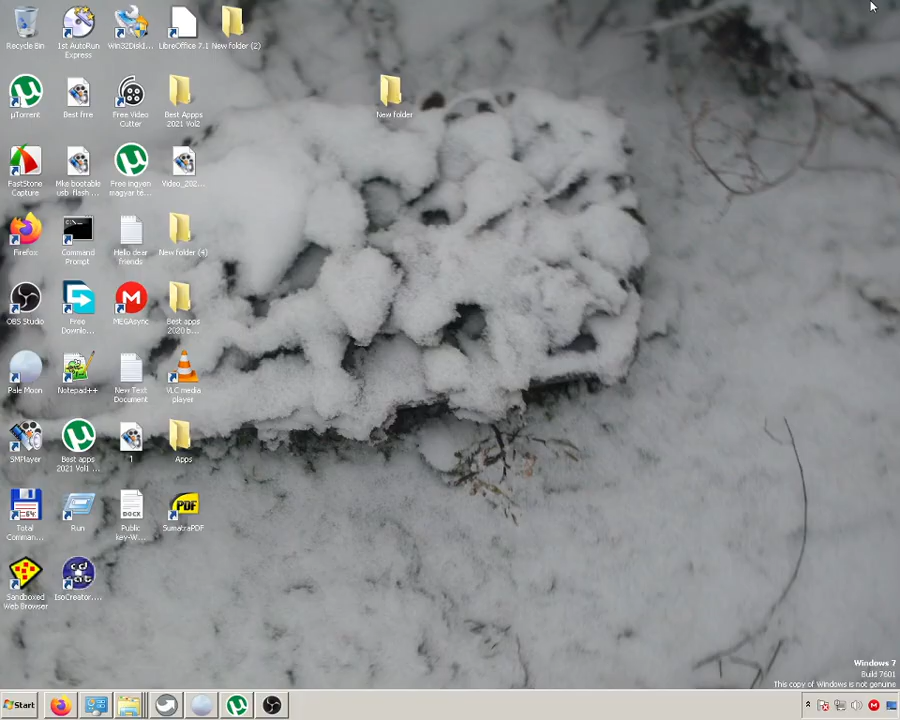 Recycle Bin
1st AutoRun
Express
Win32DiskI...
LibreOffice 7.1
New folder (2)
µTorrent
Best frre
Free Video
Cutter
Best Apps
2021 Vol2
New folder
FastStone
Capture
Mke bootable
usb flash ...
Free ingyen
magyar te...
Video_202...
Firefox
Command
Prompt
Hello dear
friends
New folder (4)
OBS Studio
Free
Downlo...
MEGAsync
Best apps
2020 b...
Pale Moon
Notepad++
New Text
Document
VLC media
player
SMPlayer
Best apps
2021 Vol1 ...
1
Apps
Total
Comman...
Run
Public
key-W...
SumatraPDF
Sandboxed
Web Browser
IsoCreator....
Windows 7
Build 7601
This copy of Windows is not genuine
Start